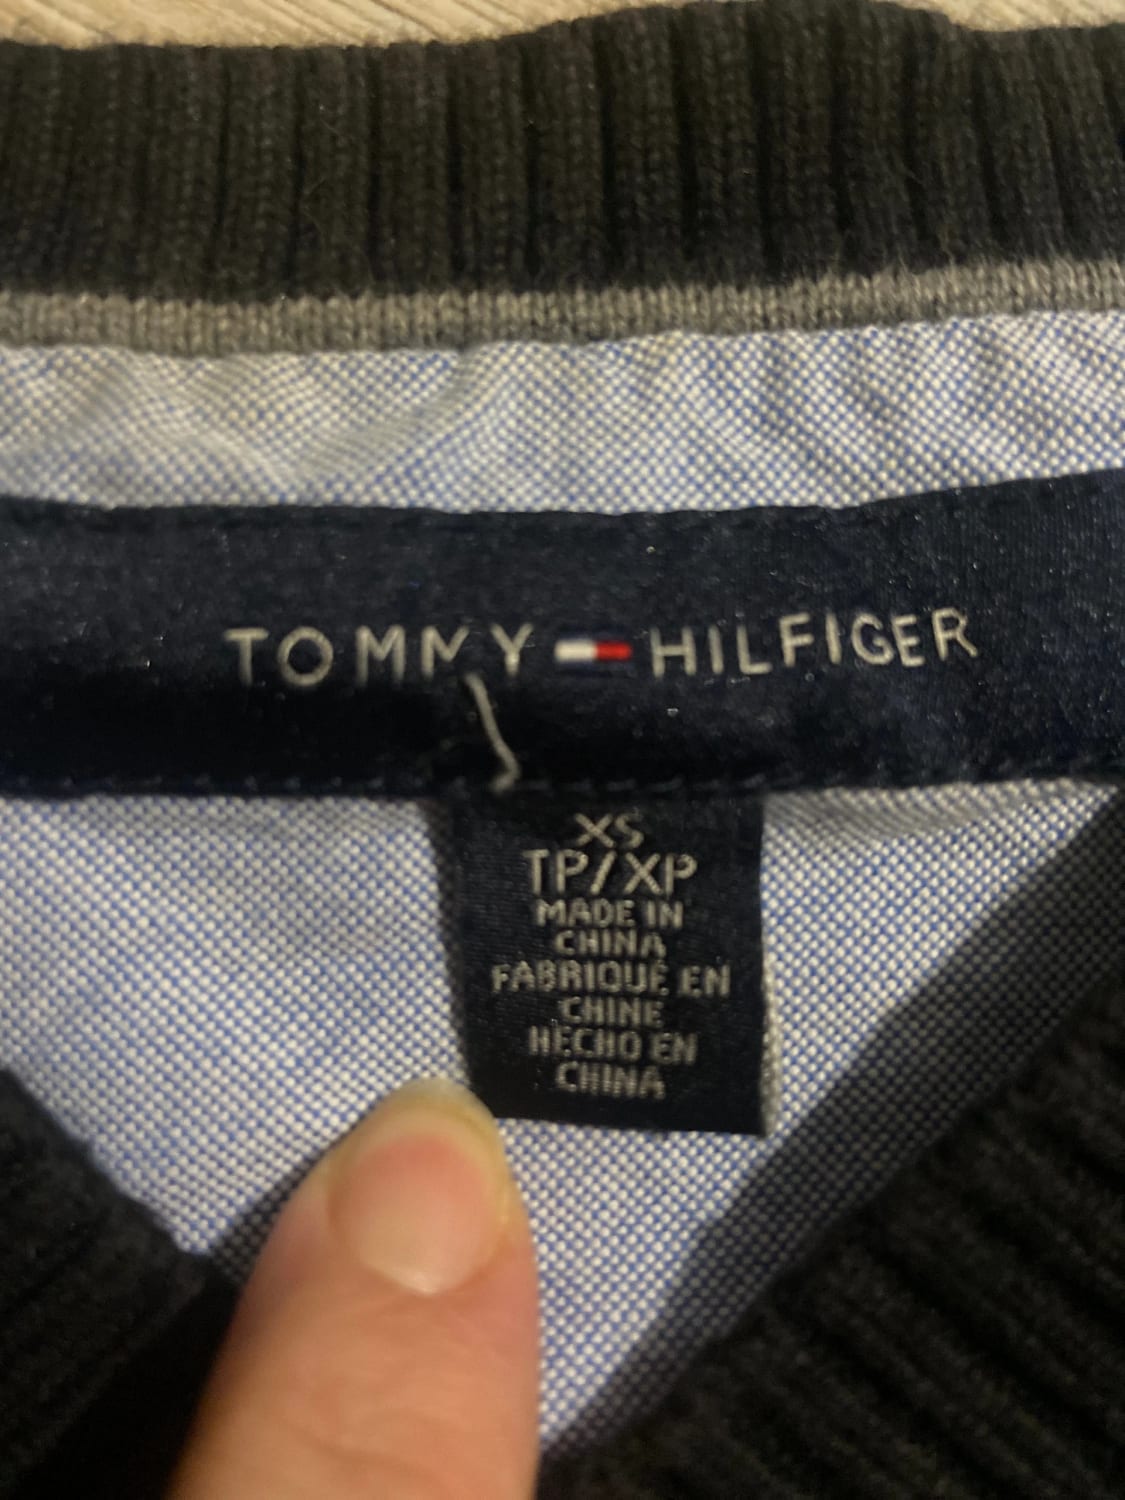 TOMMY HILFIGER
XS
TP/XP
MADE IN
CHINA
FABRIQUÉ EN
CHINE
HECHO EN
CHINA